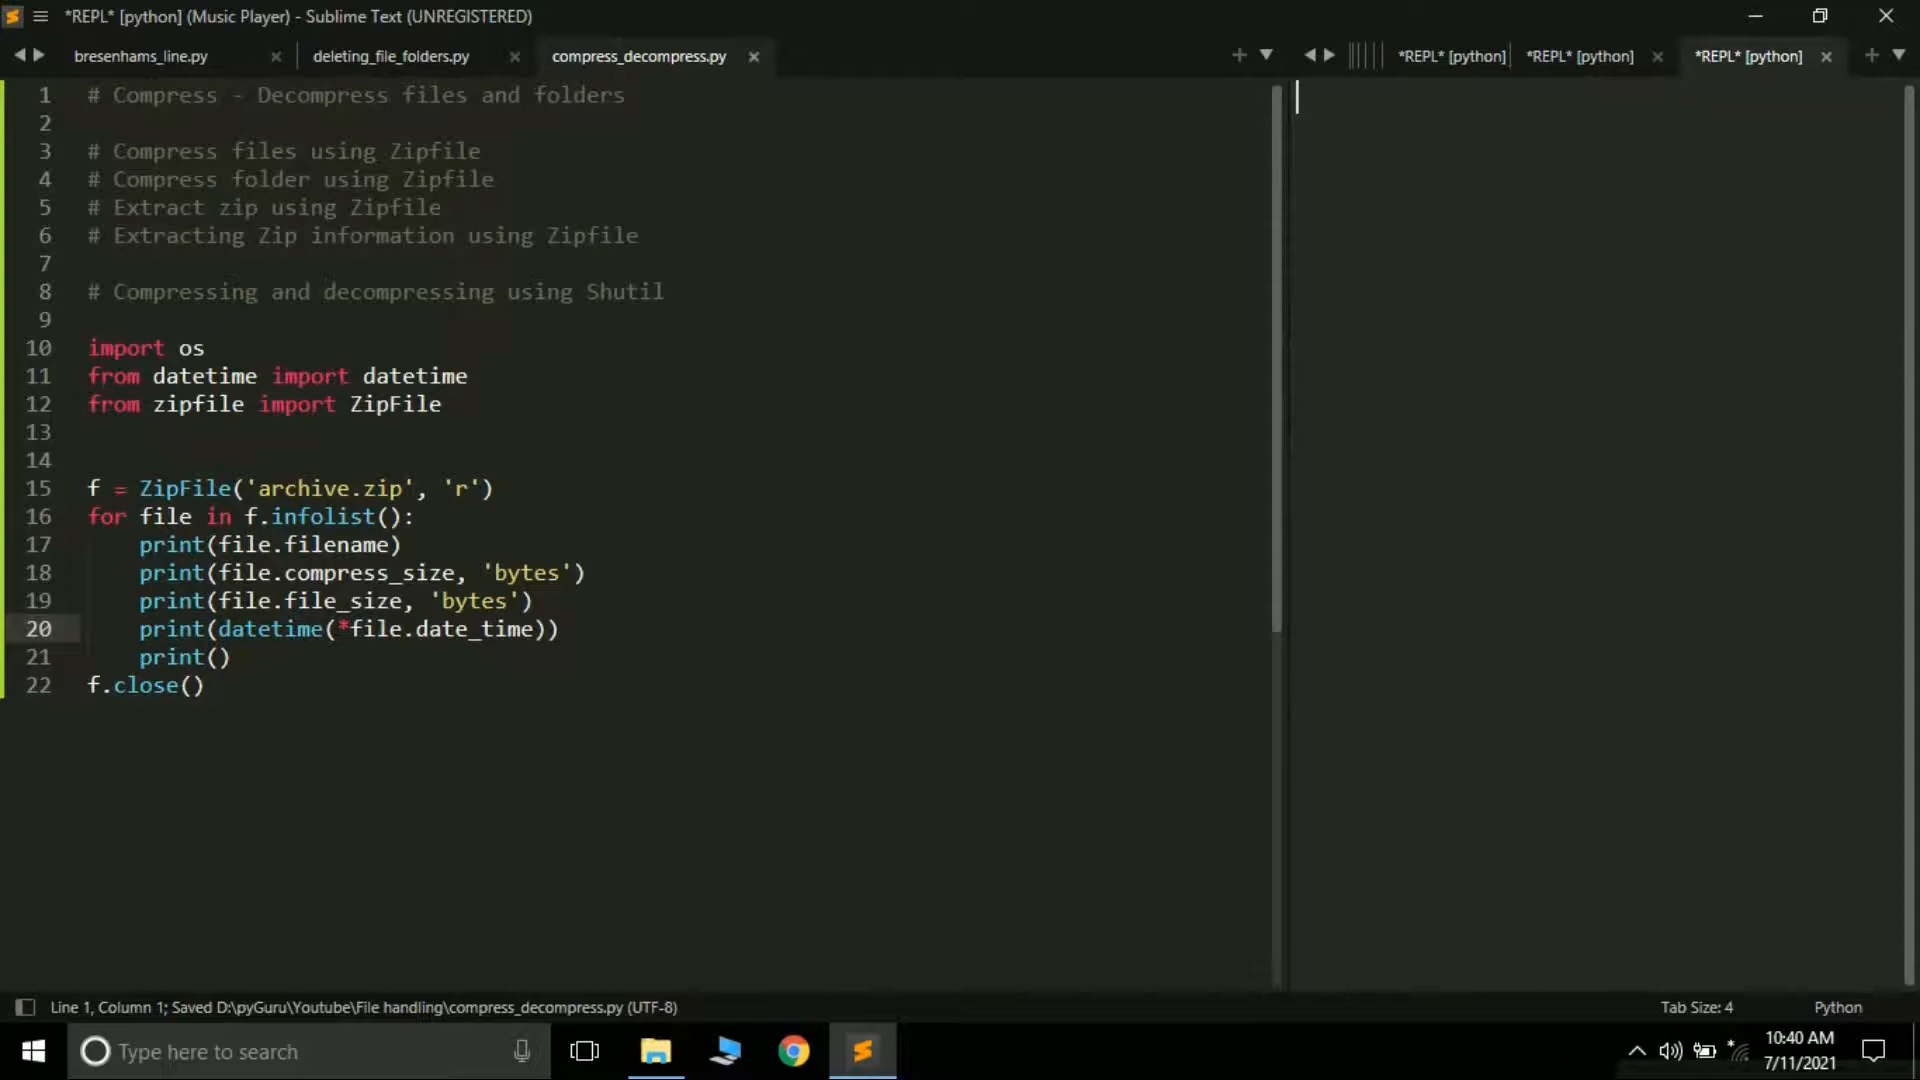 *REPL* [python] (Music Player) - Sublime Text (UNREGISTERED)
bresenhams_line.py
deleting_file_folders.py
compress_decompress.py
*REPL* [python]
*REPL* [python]
*REPL* [python]
1 # Compress - Decompress files and folders
2
3 # Compress files using Zipfile
4 # Compress folder using Zipfile
5 # Extract zip using Zipfile
6 # Extracting Zip information using Zipfile
7
8 # Compressing and decompressing using Shutil
9
10 import os
11 from datetime import datetime
12 from zipfile import ZipFile
13
14
15 f = ZipFile('archive.zip', 'r')
16 for file in f.infolist():
17     print(file.filename)
18     print(file.compress_size, 'bytes')
19     print(file.file_size, 'bytes')
20     print(datetime(*file.date_time))
21     print()
22 f.close()
Line 1, Column 1; Saved D:\pyGuru\Youtube\File handling\compress_decompress.py (UTF-8)
Tab Size: 4
Python
Type here to search
10:40 AM
7/11/2021